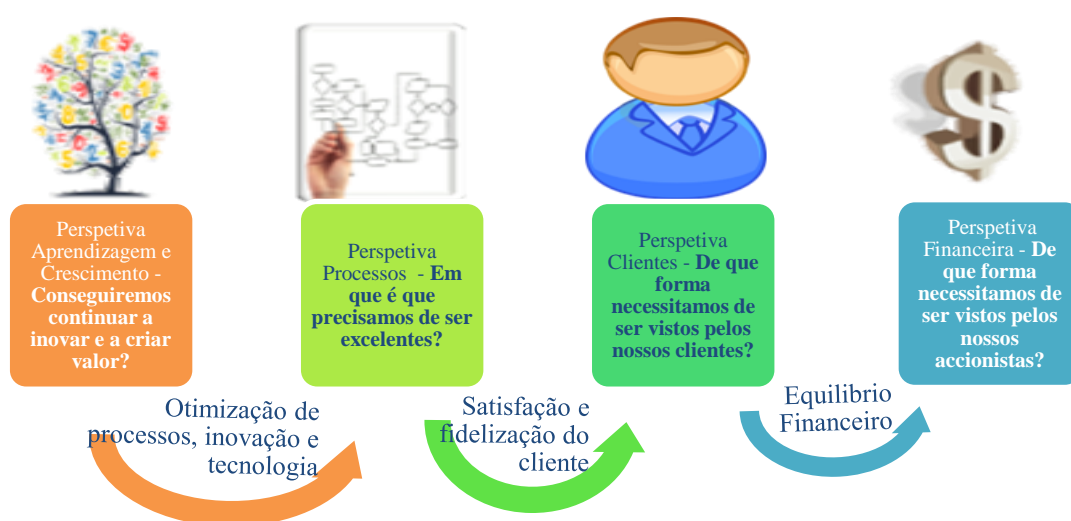 Perspetiva
Aprendizagem e
Crescimento -
Conseguiremos
continuar a
inovar e a criar
valor?
Perspetiva
Processos - Em
que é que
precisamos de ser
excelentes?
Perspetiva
Clientes - De que
forma
necessitamos de
ser vistos pelos
nossos clientes?
Perspetiva
Financeira - De
que forma
necessitamos de
ser vistos pelos
nossos
accionistas?
Otimização de
processos, inovação e
tecnologia
Satisfação e
fidelização do
cliente
Equilibrio
Financeiro